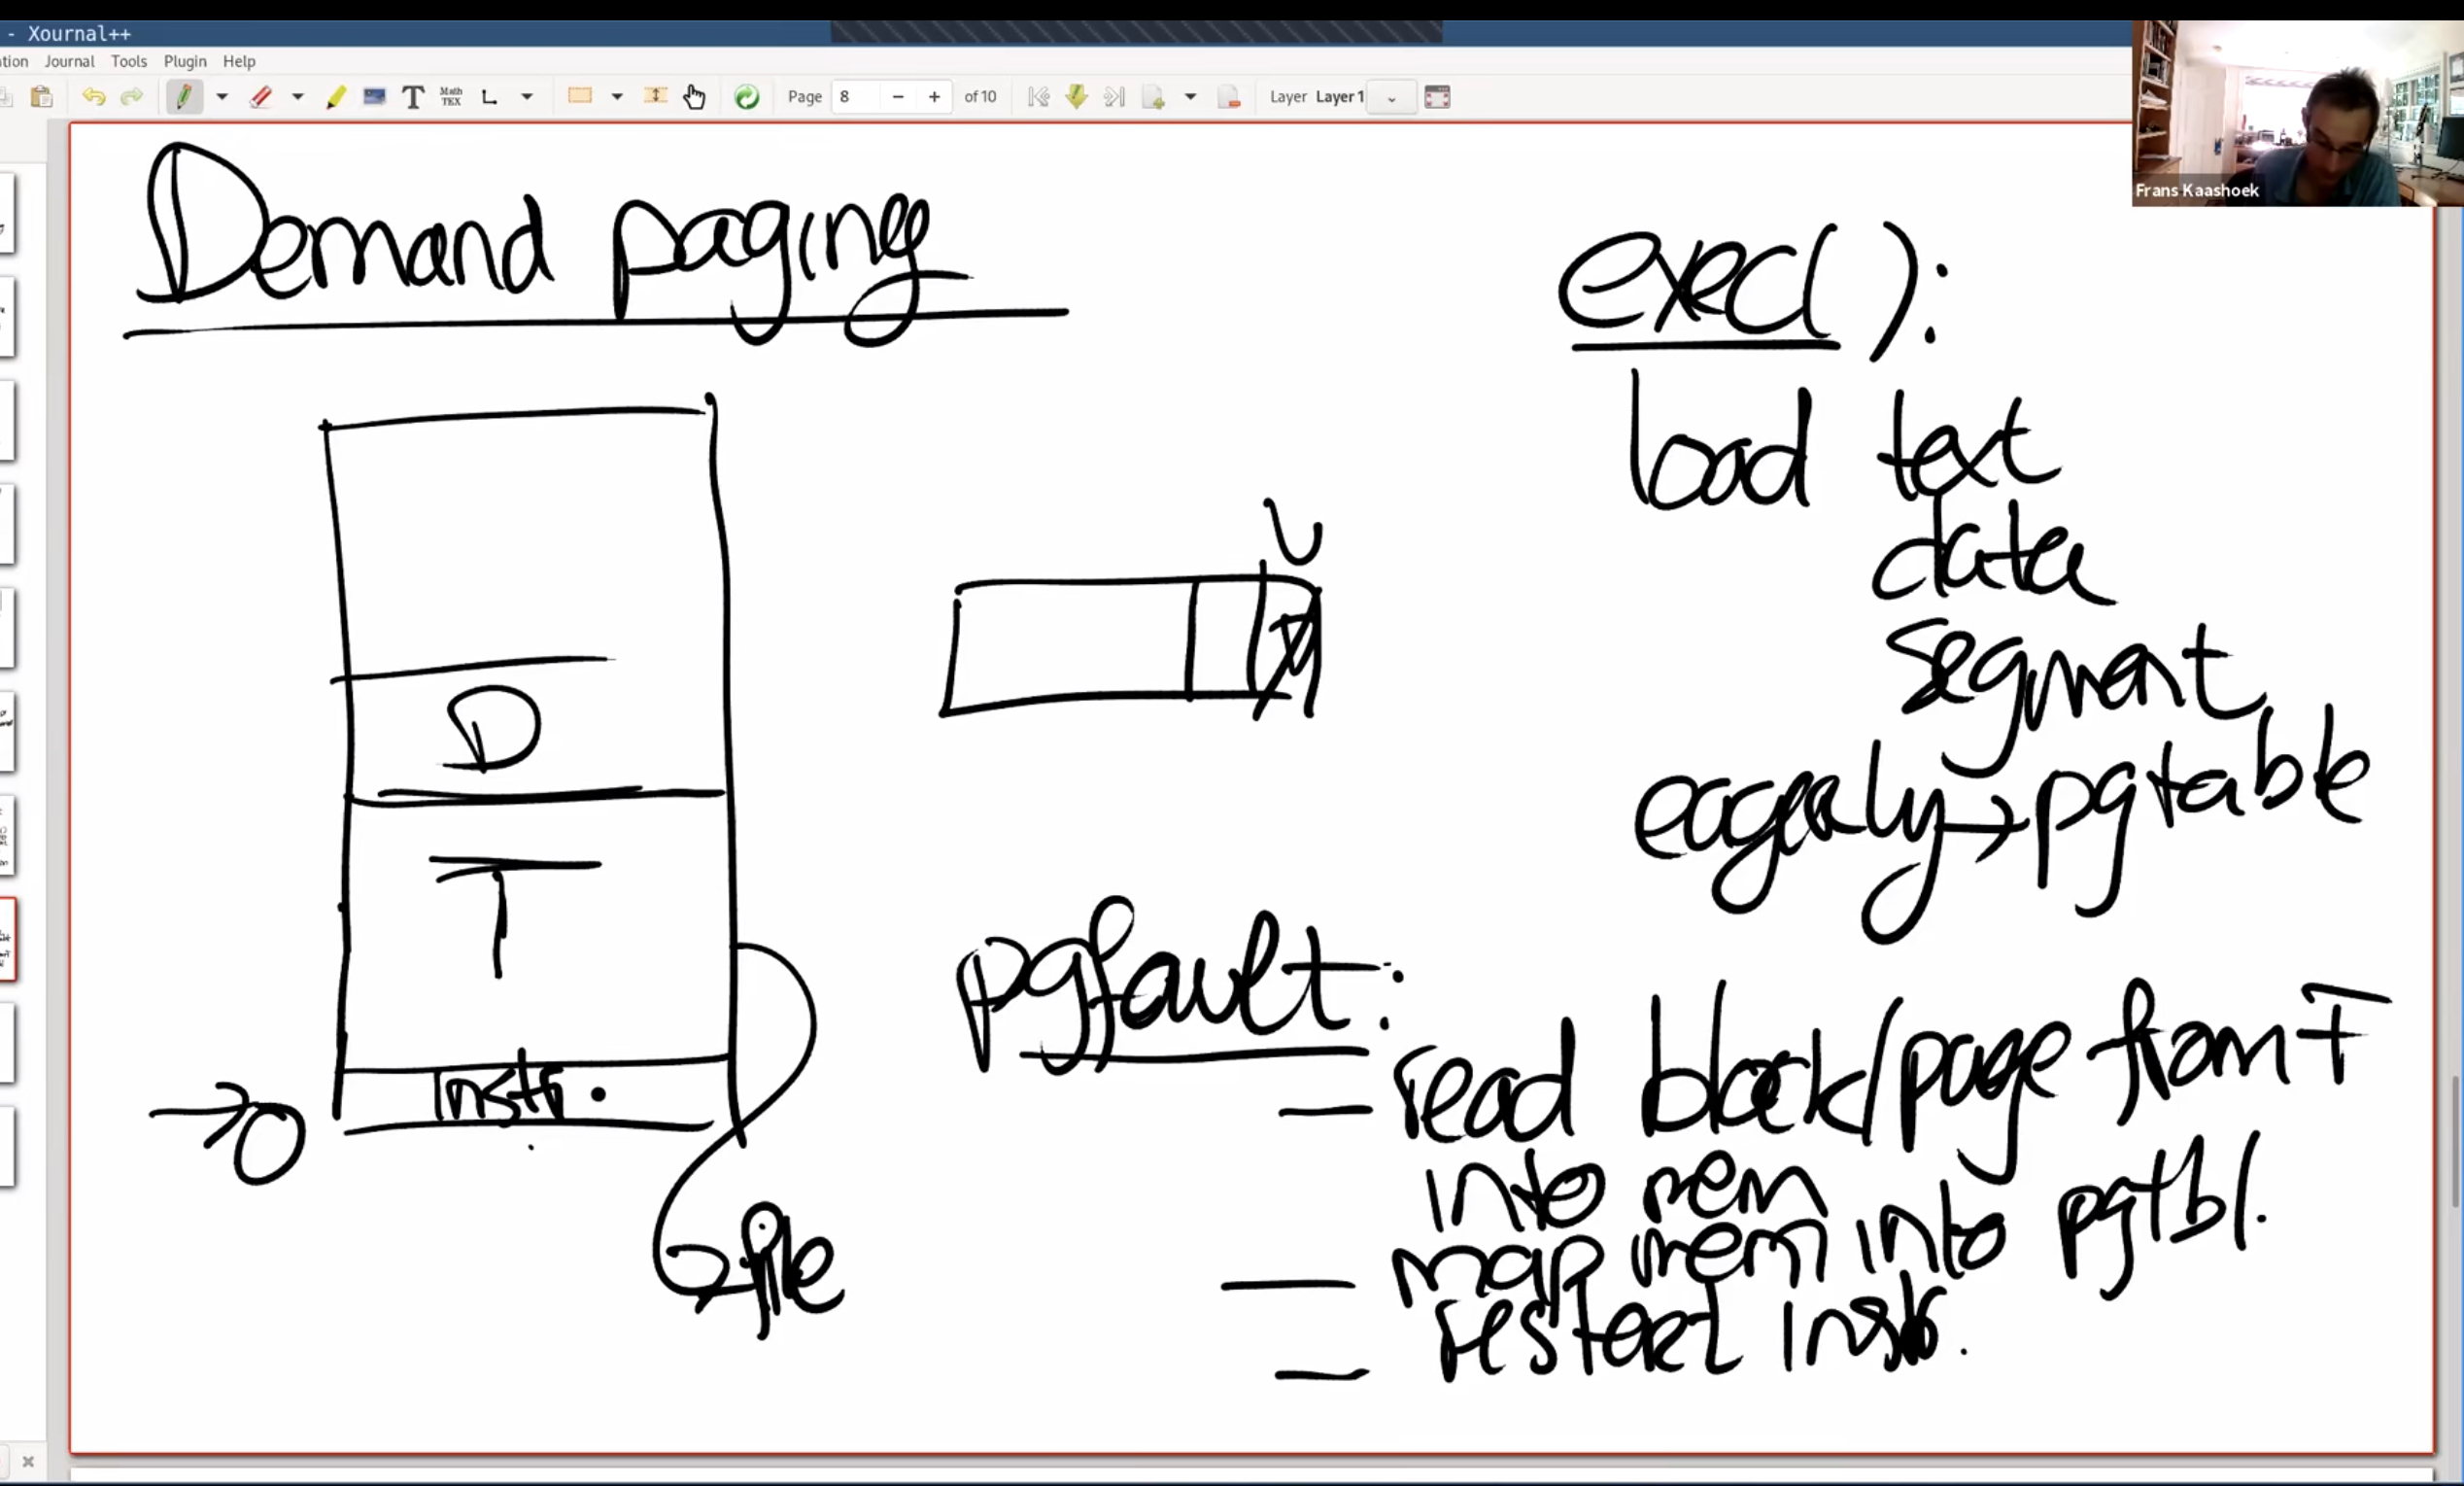 - Xournal++
tion Journal Tools Plugin Help
T Math TEX Page 8 - + of 10 Layer Layer 1
Frans Kaashoek
Demand paging
exec():
load text
data
segment
eagerly → pgtable
V
D
T
instr.
→ 0
file
pgfault:
— read block/page from F
into mem
— map mem into pgtbl.
— restart instr.